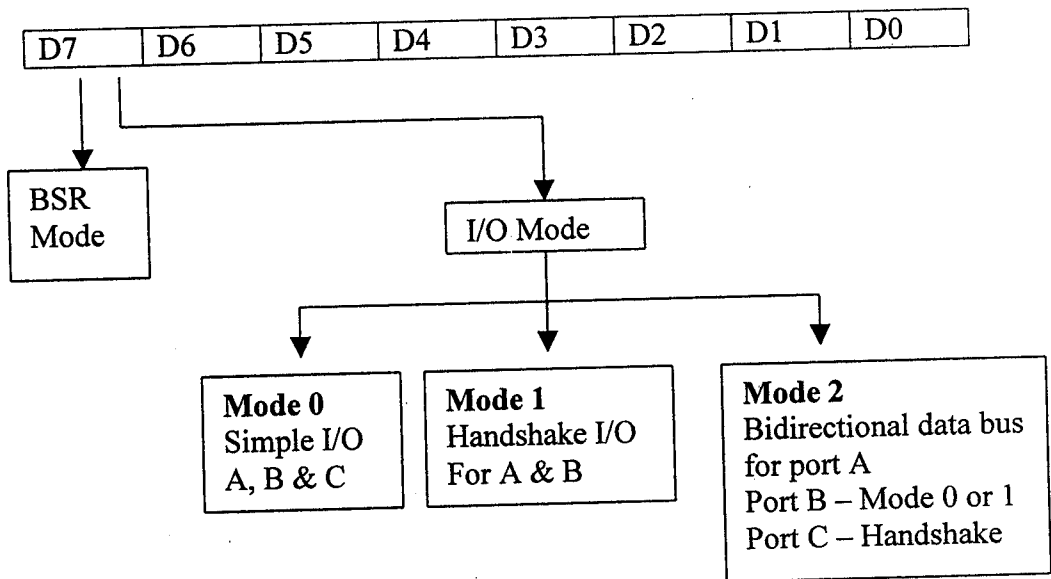 D7 D6 D5 D4 D3 D2 D1 D0
BSR
Mode
I/O Mode
Mode 0
Simple I/O
A, B & C
Mode 1
Handshake I/O
For A & B
Mode 2
Bidirectional data bus
for port A
Port B – Mode 0 or 1
Port C – Handshake